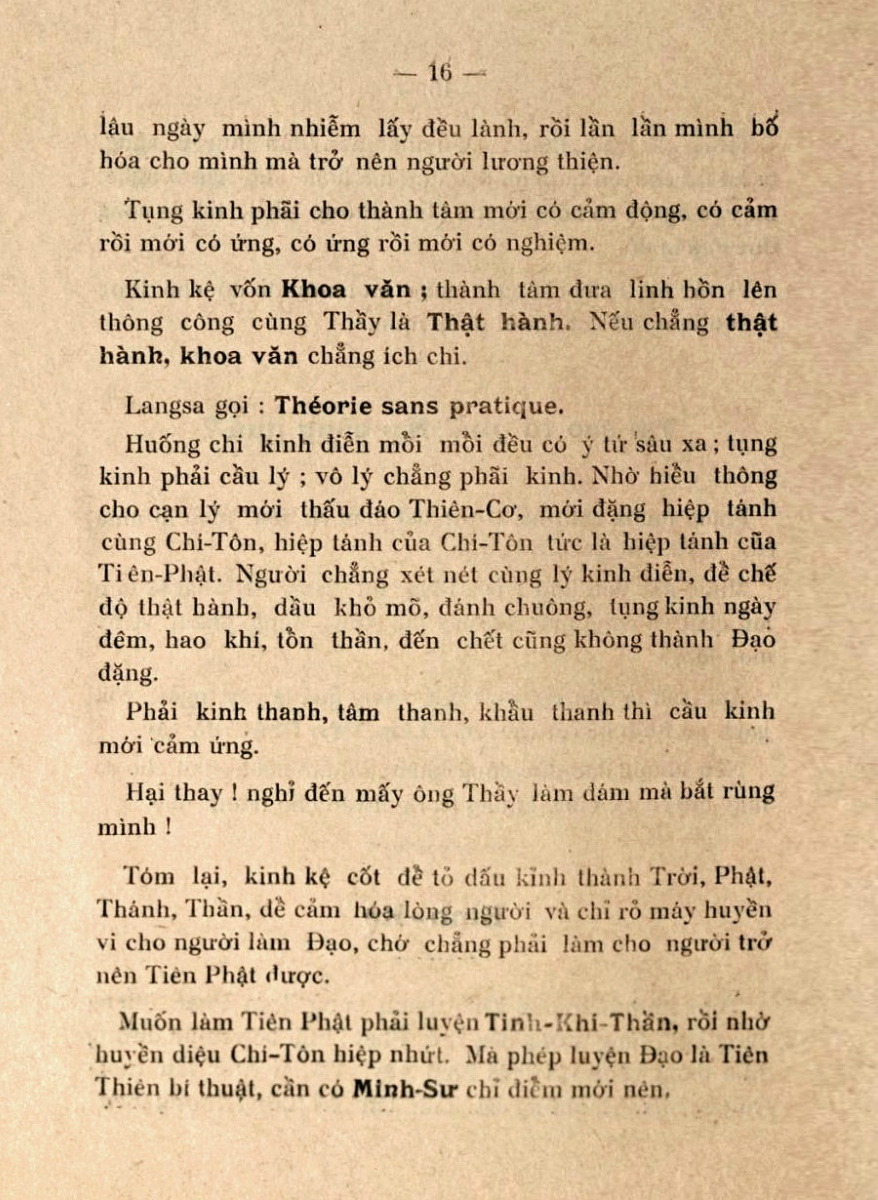 — 16 —
lâu ngày mình nhiễm lấy đều lành, rồi lần lần mình bổ
hóa cho mình mà trở nên người lương thiện.
Tụng kinh phãi cho thành tâm mới có cảm động, có cảm
rồi mới có ứng, có ứng rồi mới có nghiệm.
Kinh kệ vốn Khoa văn ; thành tâm đưa linh hồn lên
thông công cùng Thầy là Thật hành. Nếu chẳng thật
hành, khoa văn chẳng ích chi.
Langsa gọi : Théorie sans pratique.
Huống chi kinh điễn mỗi mỗi đều có ý tứ sâu xa ; tụng
kinh phải cầu lý ; vô lý chẳng phãi kinh. Nhờ hiểu thông
cho cạn lý mới thấu đáo Thiên-Cơ, mới đặng hiệp tánh
cùng Chí-Tôn, hiệp tánh của Chí-Tôn tức là hiệp tánh cũa
Tiên-Phật. Người chẳng xét nét cùng lý kinh điễn, để chế
độ thật hành, dầu khỏ mõ, đánh chuông, tụng kinh ngày
đêm, hao khí, tổn thần, đến chết cũng không thành Đạo
đặng.
Phải kinh thanh, tâm thanh, khẩu thanh thì cầu kinh
mới cảm ứng.
Hại thay ! nghĩ đến mấy ông Thầy làm đám mà bắt rùng
mình !
Tóm lại, kinh kệ cốt để tỏ dấu kỉnh thành Trời, Phật,
Thánh, Thần, để cảm hóa lòng người và chỉ rỏ máy huyền
vi cho người làm Đạo, chớ chẳng phải làm cho người trở
nên Tiên Phật được.
Muốn làm Tiên Phật phải luyện Tinh-Khí-Thần, rồi nhờ
huyền diệu Chí-Tôn hiệp nhứt. Mà phép luyện Đạo là Tiên
Thiên bí thuật, cần có Minh-Sư chỉ điểm mới nên.